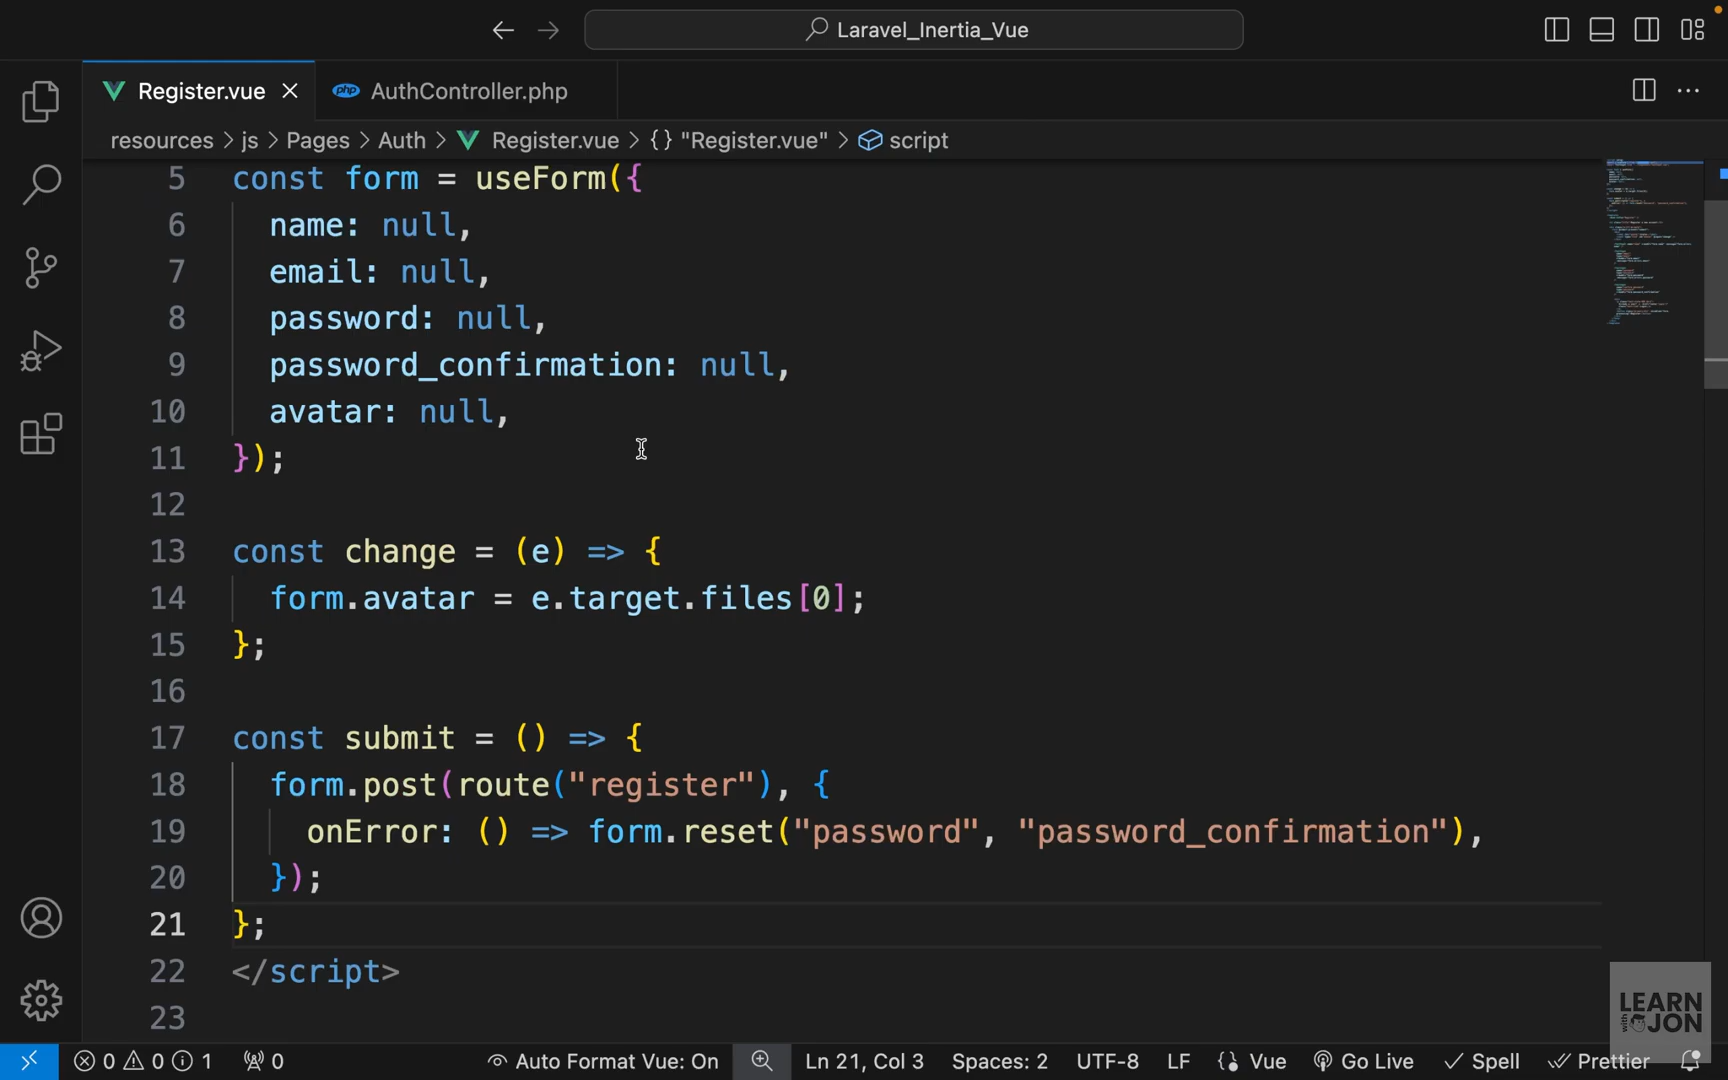 Laravel_Inertia_Vue
Register.vue
php AuthController.php
resources > js > Pages > Auth > Register.vue > {} "Register.vue" > script
5 const form = useForm({
6 name: null,
7 email: null,
8 password: null,
9 password_confirmation: null,
10 avatar: null,
11 });
12
13 const change = (e) => {
14 form.avatar = e.target.files[0];
15 };
16
17 const submit = () => {
18 form.post(route("register"), {
19 onError: () => form.reset("password", "password_confirmation"),
20 });
21 };
22 </script>
23
LEARN
with JON
0 0 1 0 Auto Format Vue: On Ln 21, Col 3 Spaces: 2 UTF-8 LF {} Vue Go Live Spell Prettier